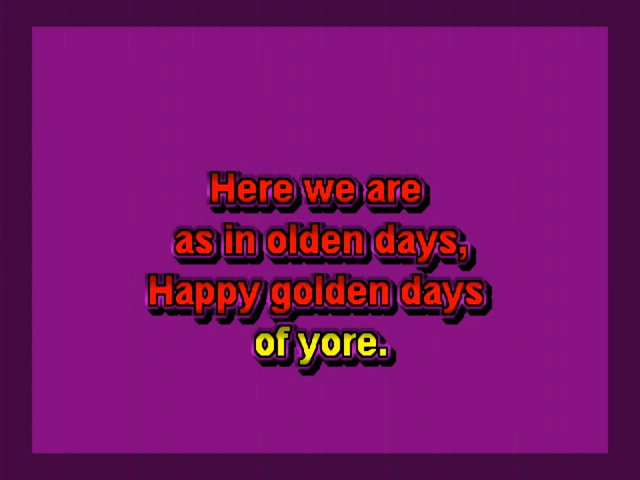 Here we are
as in olden days,
Happy golden days
of yore.